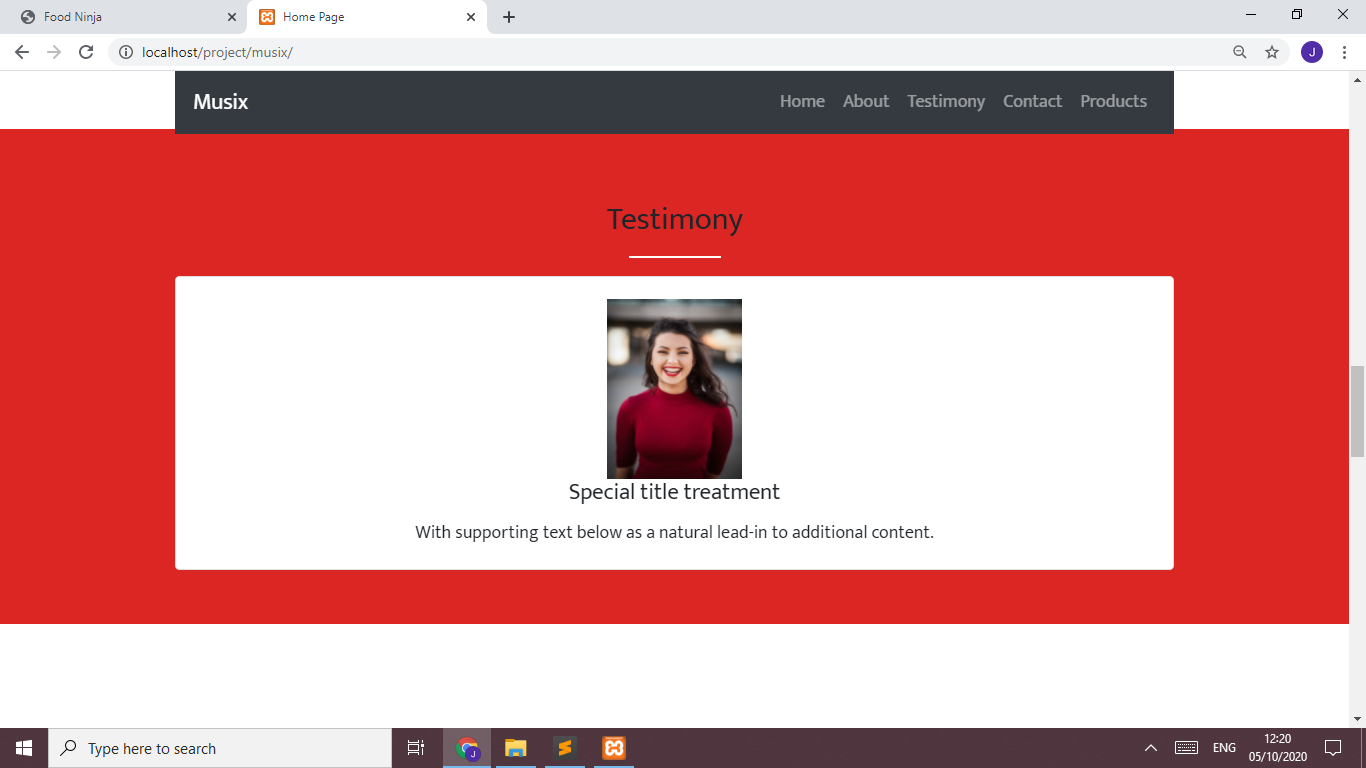 Food Ninja
Home Page
localhost/project/musix/
J
Musix
Home About Testimony Contact Products
Testimony
Special title treatment
With supporting text below as a natural lead-in to additional content.
Type here to search
J
ENG
12:20
05/10/2020